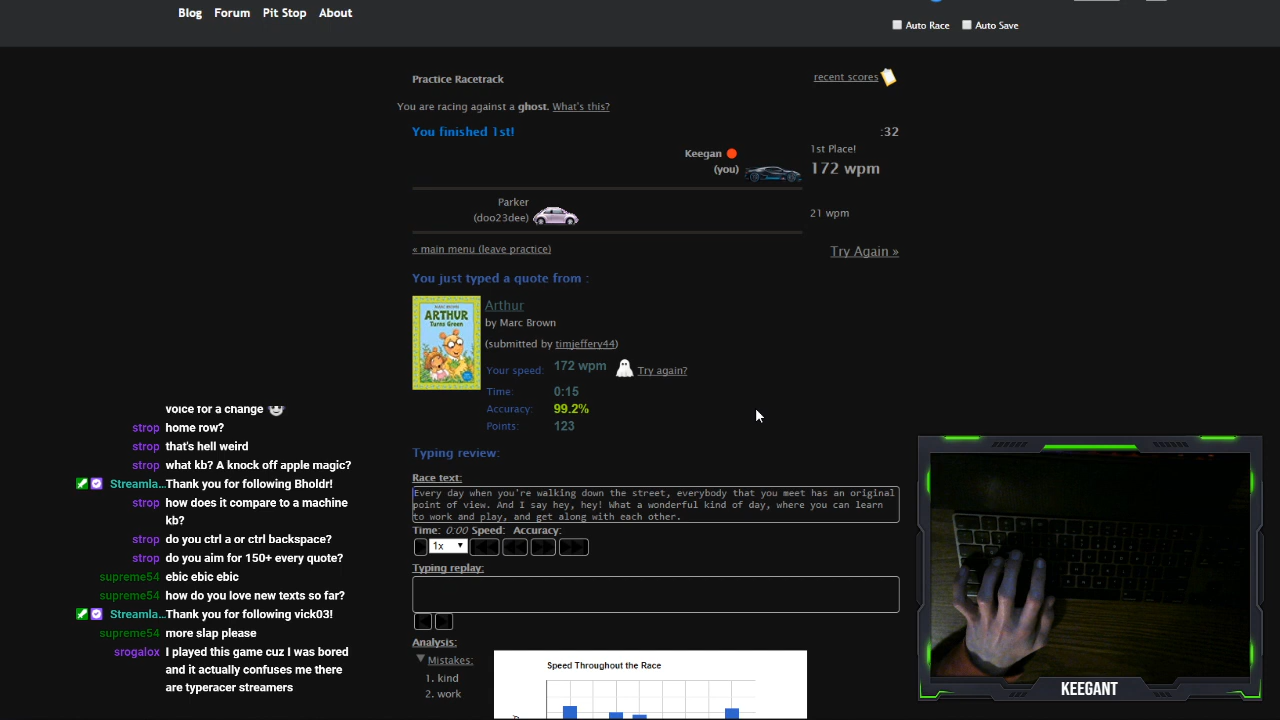 Blog Forum Pit Stop About
Auto Race Auto Save
Practice Racetrack
recent scores
You are racing against a ghost. What's this?
You finished 1st!
:32
Keegan
(you)
1st Place!
172 wpm
Parker
(doo23dee)
21 wpm
« main menu (leave practice)
Try Again »
You just typed a quote from :
MARC BROWN
ARTHUR
Turns Green
Arthur
by Marc Brown
(submitted by timjeffery44)
Your speed: 172 wpm Try again?
Time: 0:15
Accuracy: 99.2%
Points: 123
Typing review:
Race text:
Every day when you're walking down the street, everybody that you meet has an original
point of view. And I say hey, hey! What a wonderful kind of day, where you can learn
to work and play, and get along with each other.
Time: 0:00 Speed: Accuracy:
1x
Typing replay:
Analysis:
Mistakes:
1. kind
2. work
Speed Throughout the Race
voice for a change
strop home row?
strop that's hell weird
strop what kb? A knock off apple magic?
Streamla... Thank you for following Bholdr!
strop how does it compare to a machine
kb?
strop do you ctrl a or ctrl backspace?
strop do you aim for 150+ every quote?
supreme54 ebic ebic ebic
supreme54 how do you love new texts so far?
Streamla... Thank you for following vick03!
supreme54 more slap please
srogalox I played this game cuz I was bored
and it actually confuses me there
are typeracer streamers
KEEGANT